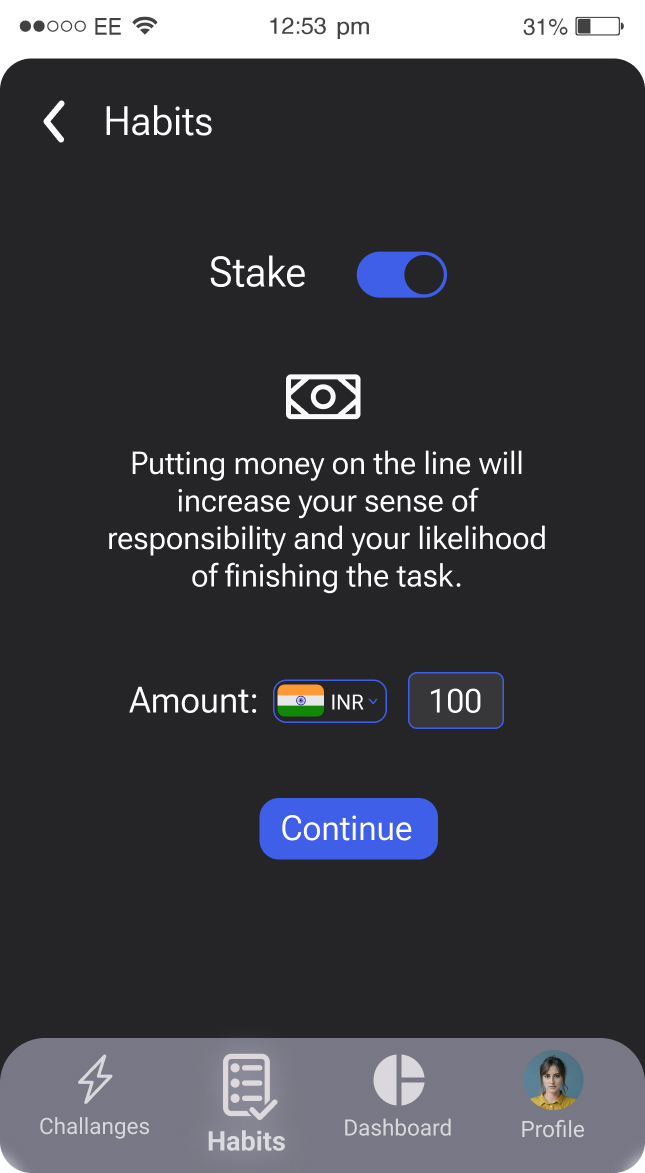 EE 12:53 pm 31%
Habits
Stake
Putting money on the line will
increase your sense of
responsibility and your likelihood
of finishing the task.
Amount: INR 100
Continue
Challanges Habits Dashboard Profile